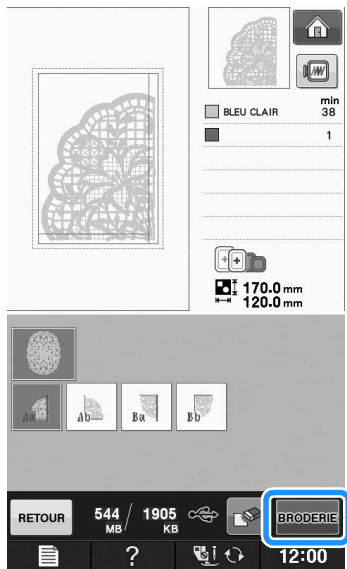 min
BLEU CLAIR 38
1
170.0 mm
120.0 mm
Aa Ab Ba Bb
RETOUR 544 MB / 1905 KB BRODERIE
? 12:00